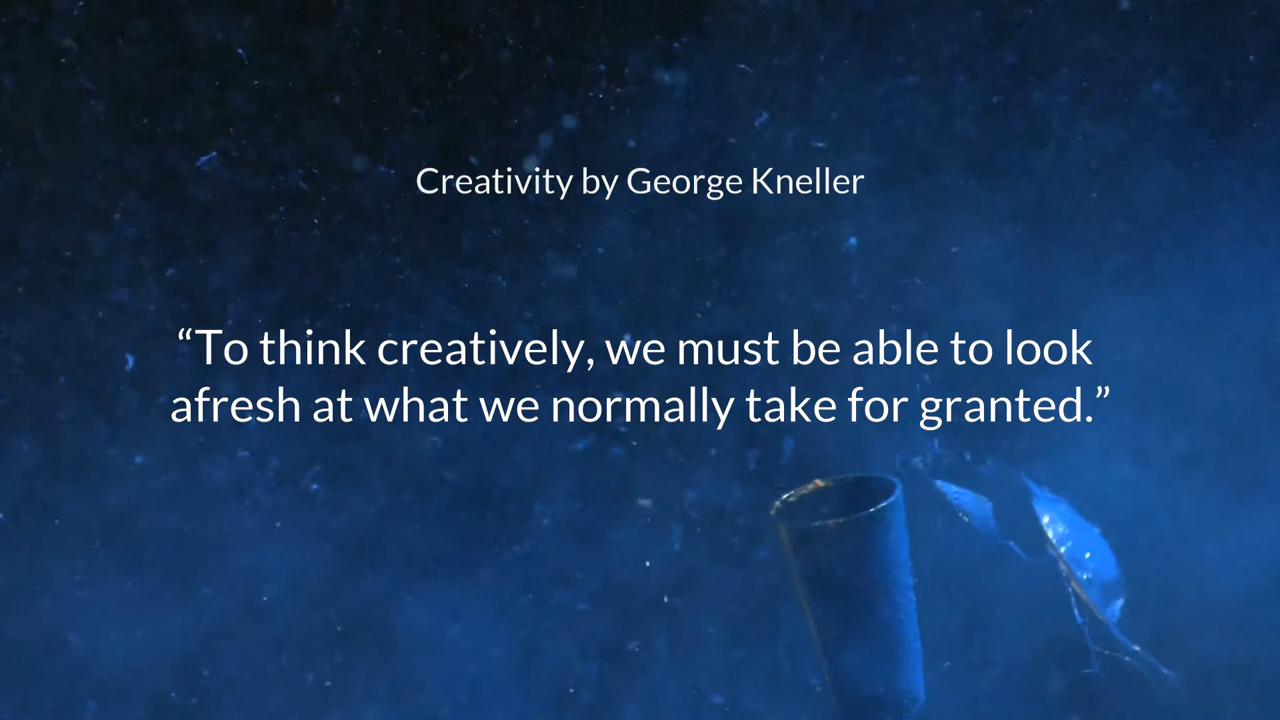 Creativity by George Kneller
“To think creatively, we must be able to look
afresh at what we normally take for granted.”